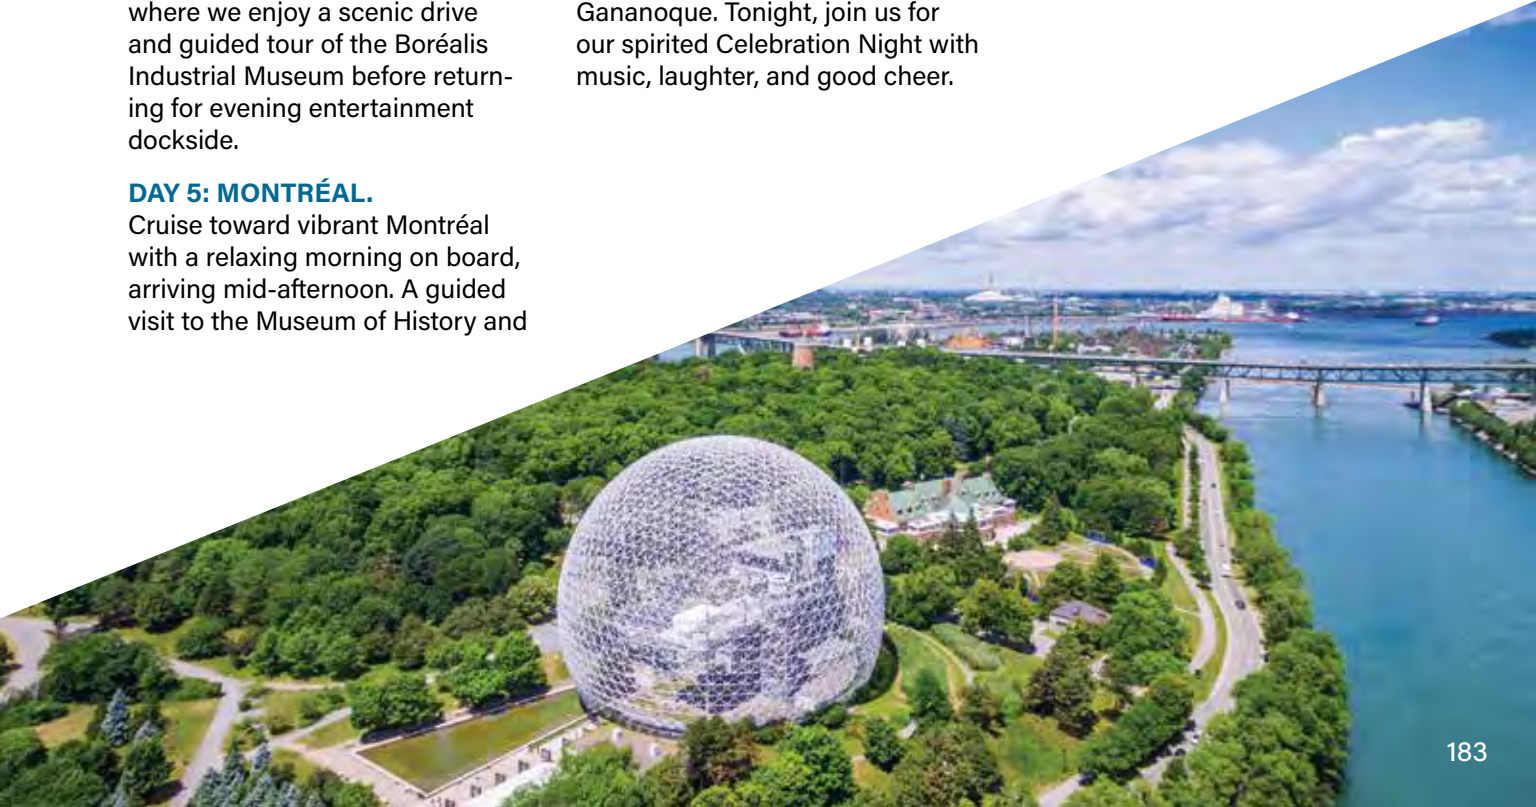 where we enjoy a scenic drive
and guided tour of the Boréalis
Industrial Museum before return-
ing for evening entertainment
dockside.
DAY 5: MONTRÉAL.
Cruise toward vibrant Montréal
with a relaxing morning on board,
arriving mid-afternoon. A guided
visit to the Museum of History and
Gananoque. Tonight, join us for
our spirited Celebration Night with
music, laughter, and good cheer.
183